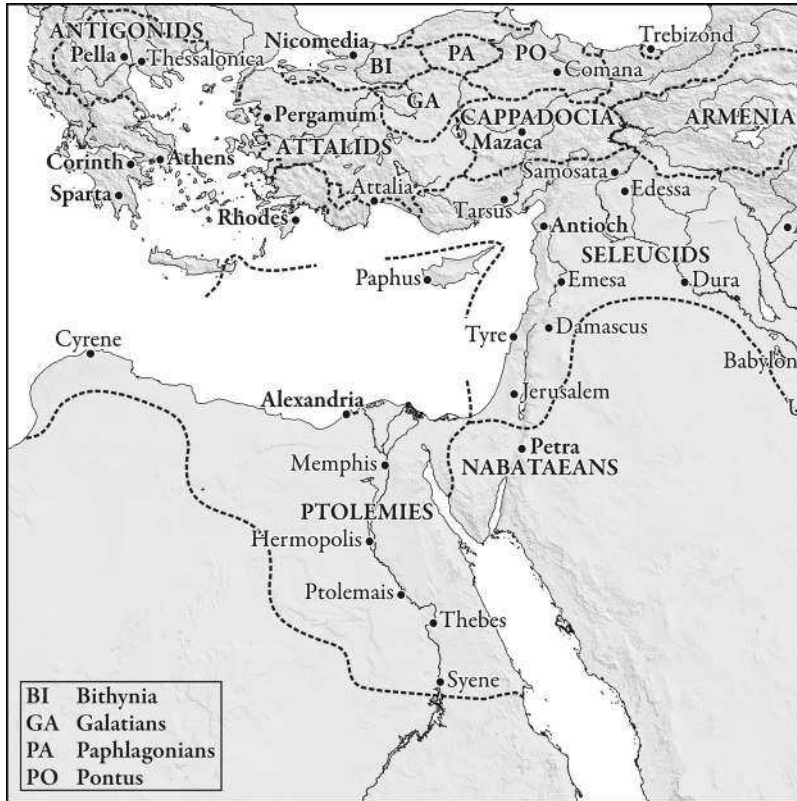 ANTIGONIDS
Pella
Thessalonica
Nicomedia
BI
PA
PO
Trebizond
Comana
GA
Pergamum
CAPPADOCIA
Mazaca
ARMENIA
ATTALIDS
Corinth
Athens
Samosata
Edessa
Sparta
Rhodes
Attalia
Tarsus
Antioch
SELEUCIDS
Paphus
Emesa
Dura
Cyrene
Tyre
Damascus
Babylon
Alexandria
Jerusalem
Petra
NABATAEANS
Memphis
PTOLEMIES
Hermopolis
Ptolemais
Thebes
Syene
BI Bithynia
GA Galatians
PA Paphlagonians
PO Pontus